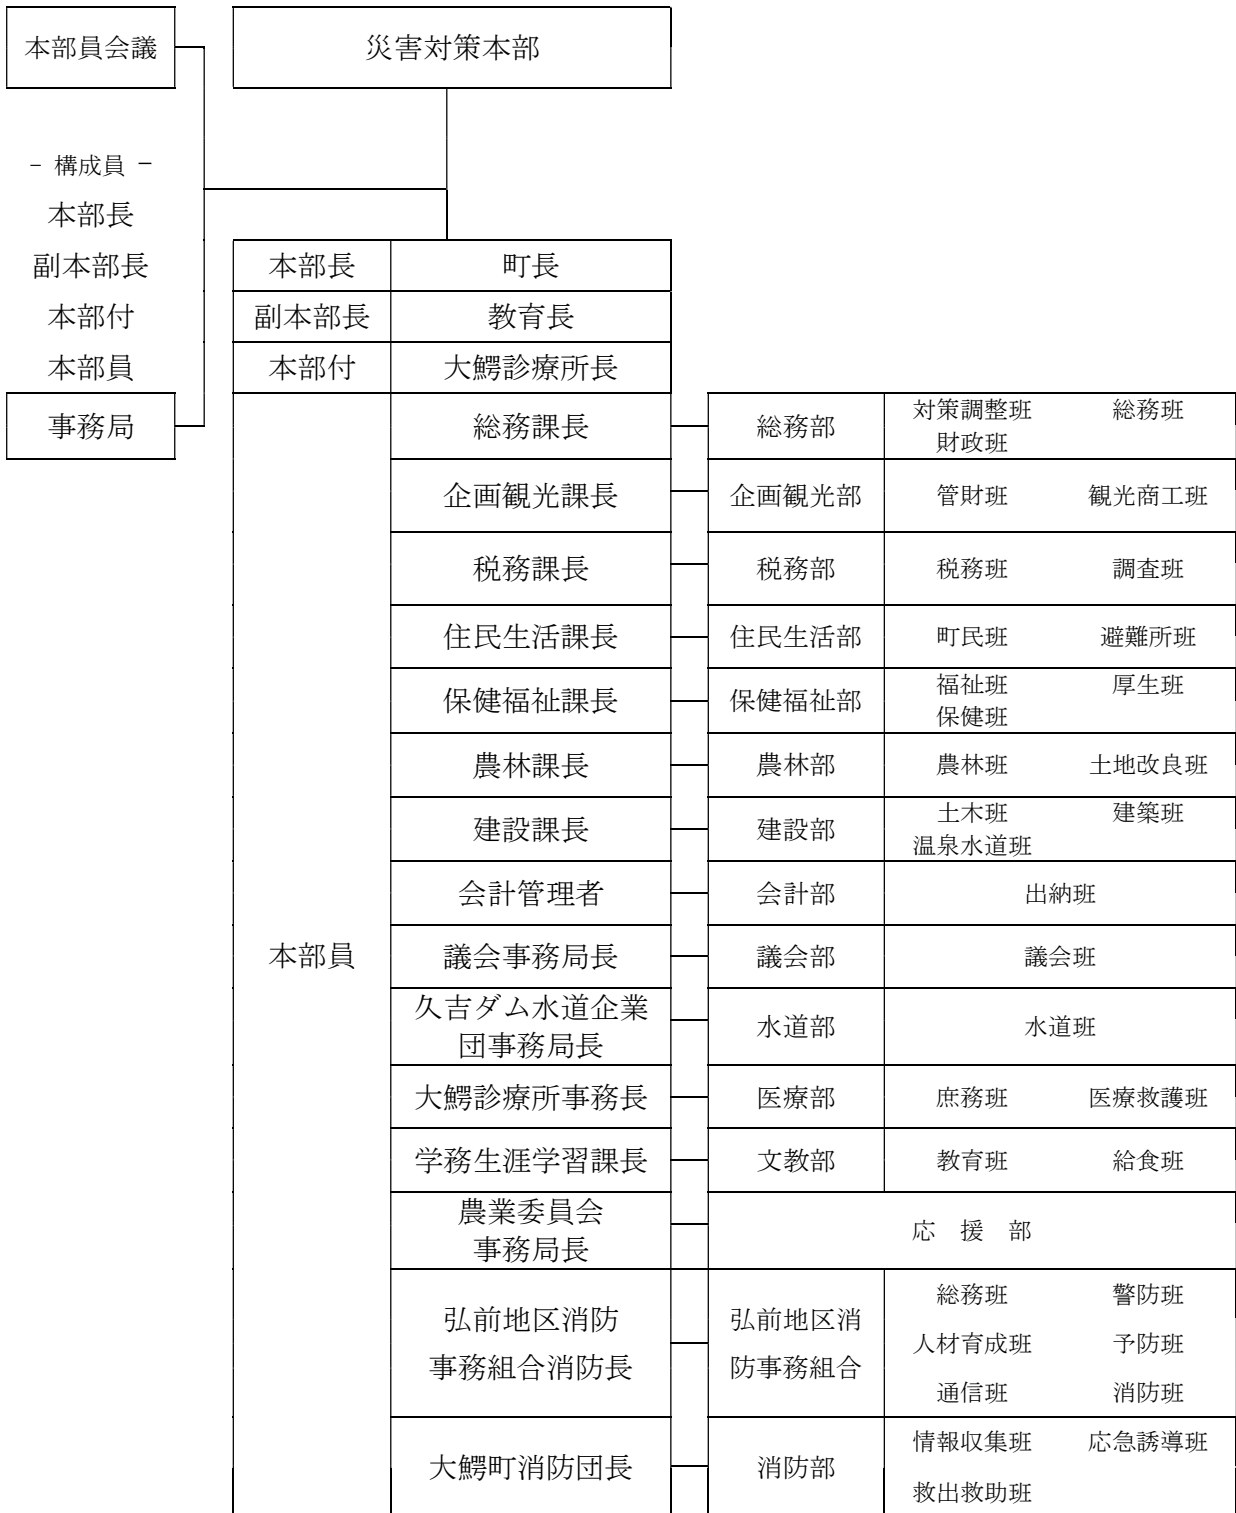 本部員会議
災害対策本部
－ 構成員 －
本部長
副本部長
本部付
本部員
事務局
本部長 町長
副本部長 教育長
本部付 大鰐診療所長
本部員
総務課長 総務部 対策調整班 総務班
財政班
企画観光課長 企画観光部 管財班 観光商工班
税務課長 税務部 税務班 調査班
住民生活課長 住民生活部 町民班 避難所班
保健福祉課長 保健福祉部 福祉班 厚生班
保健班
農林課長 農林部 農林班 土地改良班
建設課長 建設部 土木班 建築班
温泉水道班
会計管理者 会計部 出納班
議会事務局長 議会部 議会班
久吉ダム水道企業
団事務局長
水道部 水道班
大鰐診療所事務長 医療部 庶務班 医療救護班
学務生涯学習課長 文教部 教育班 給食班
農業委員会
事務局長
応 援 部
弘前地区消防
事務組合消防長
弘前地区消
防事務組合
総務班 警防班
人材育成班 予防班
通信班 消防班
大鰐町消防団長 消防部 情報収集班 応急誘導班
救出救助班